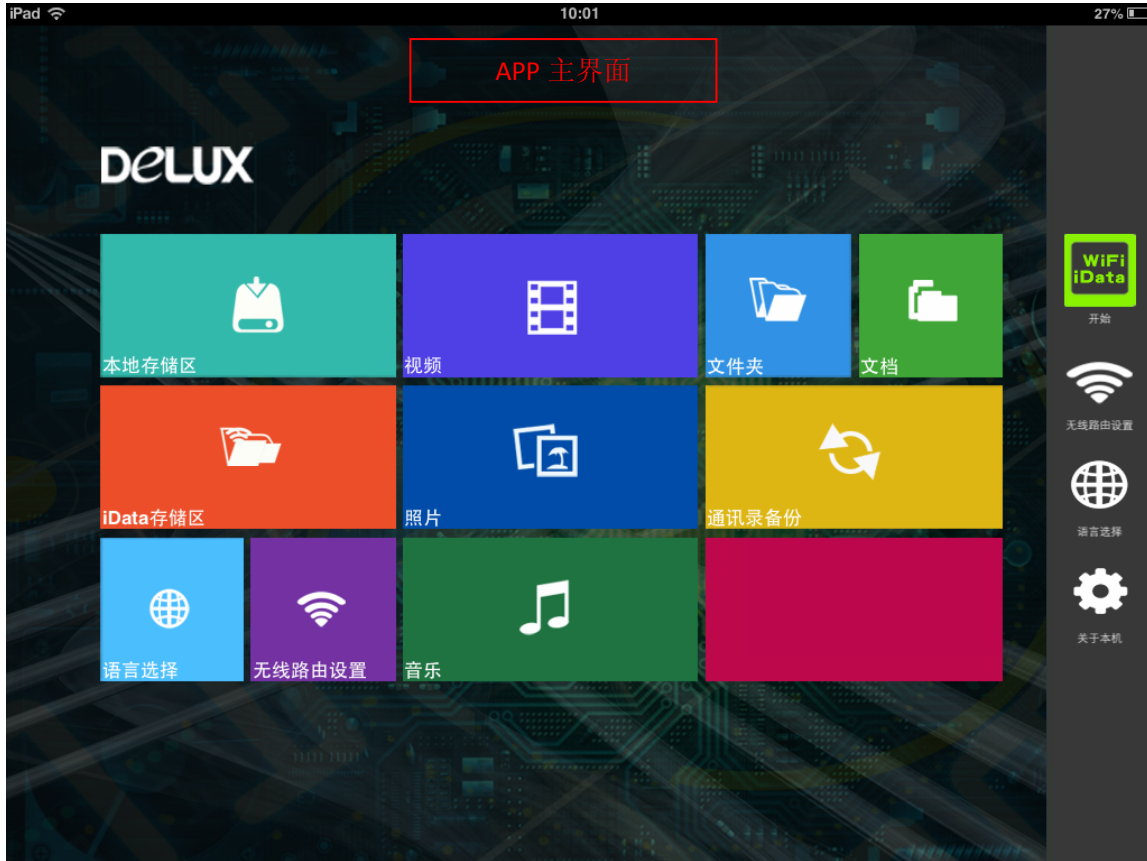 iPad 10:01 27%
APP 主界面
DeLUX
本地存储区
视频
文件夹
文档
iData存储区
照片
通讯录备份
语言选择
无线路由设置
音乐
WiFi
iData
开始
无线路由设置
语言选择
关于本机